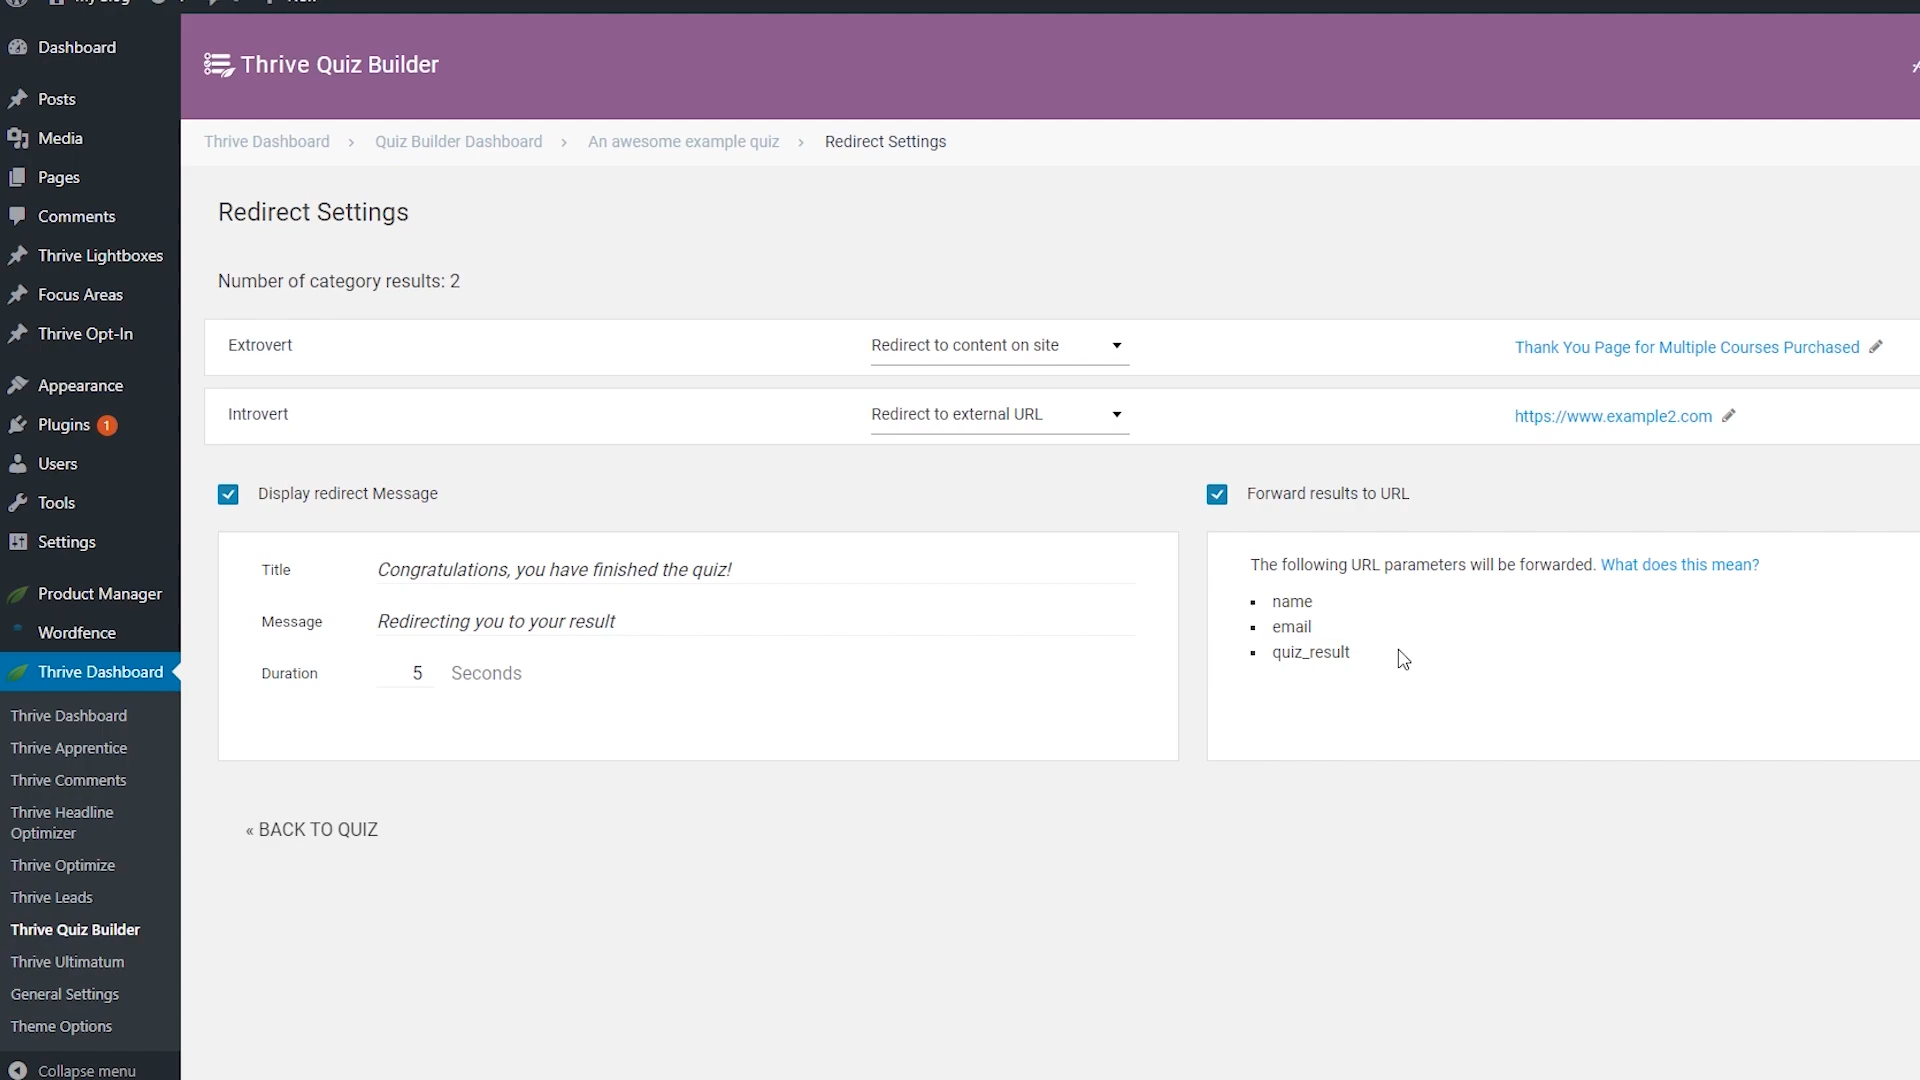 My Blog
New
Dashboard
Posts
Media
Pages
Comments
Thrive Lightboxes
Focus Areas
Thrive Opt-In
Appearance
Plugins 1
Users
Tools
Settings
Product Manager
Wordfence
Thrive Dashboard
Thrive Dashboard
Thrive Apprentice
Thrive Comments
Thrive Headline
Optimizer
Thrive Optimize
Thrive Leads
Thrive Quiz Builder
Thrive Ultimatum
General Settings
Theme Options
Collapse menu
Thrive Quiz Builder
Thrive Dashboard › Quiz Builder Dashboard › An awesome example quiz › Redirect Settings
Redirect Settings
Number of category results: 2
Extrovert Redirect to content on site Thank You Page for Multiple Courses Purchased
Introvert Redirect to external URL https://www.example2.com
Display redirect Message
Title Congratulations, you have finished the quiz!
Message Redirecting you to your result
Duration 5 Seconds
Forward results to URL
The following URL parameters will be forwarded. What does this mean?
▪ name
▪ email
▪ quiz_result
« BACK TO QUIZ